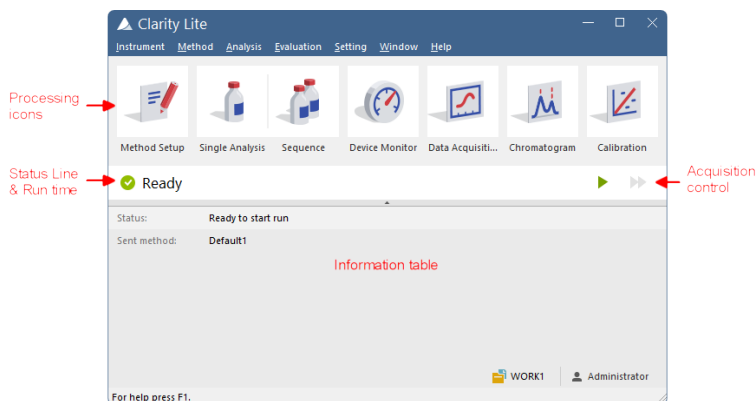 Clarity Lite
Instrument Method Analysis Evaluation Setting Window Help
Processing
icons
Method Setup Single Analysis Sequence Device Monitor Data Acquisiti... Chromatogram Calibration
Status Line
& Run time
Ready
Acquisition
control
Status: Ready to start run
Sent method: Default1
Information table
WORK1 Administrator
For help press F1.